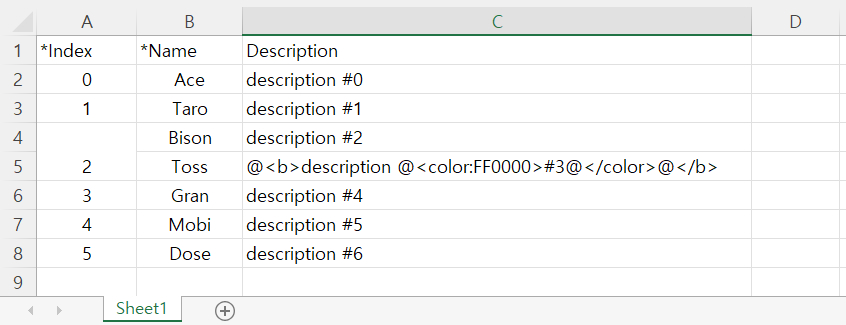 A B C D
1 *Index *Name Description
2 0 Ace description #0
3 1 Taro description #1
4 Bison description #2
5 2 Toss @<b>description @<color:FF0000>#3@</color>@</b>
6 3 Gran description #4
7 4 Mobi description #5
8 5 Dose description #6
9
Sheet1